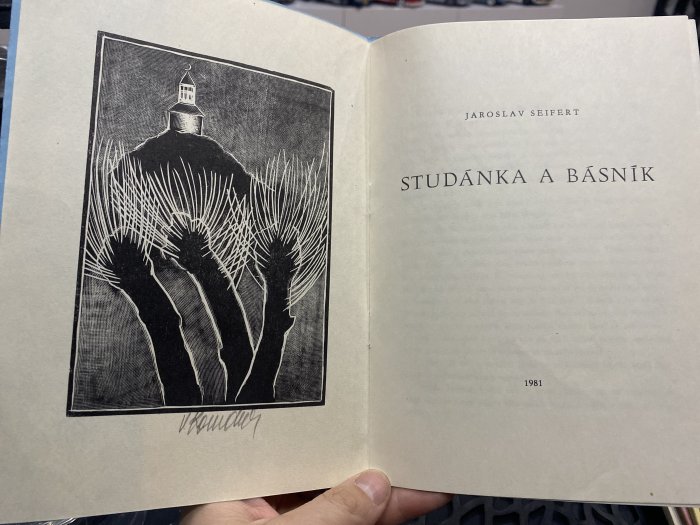 JAROSLAV SEIFERT
STUDÁNKA A BÁSNÍK
1981